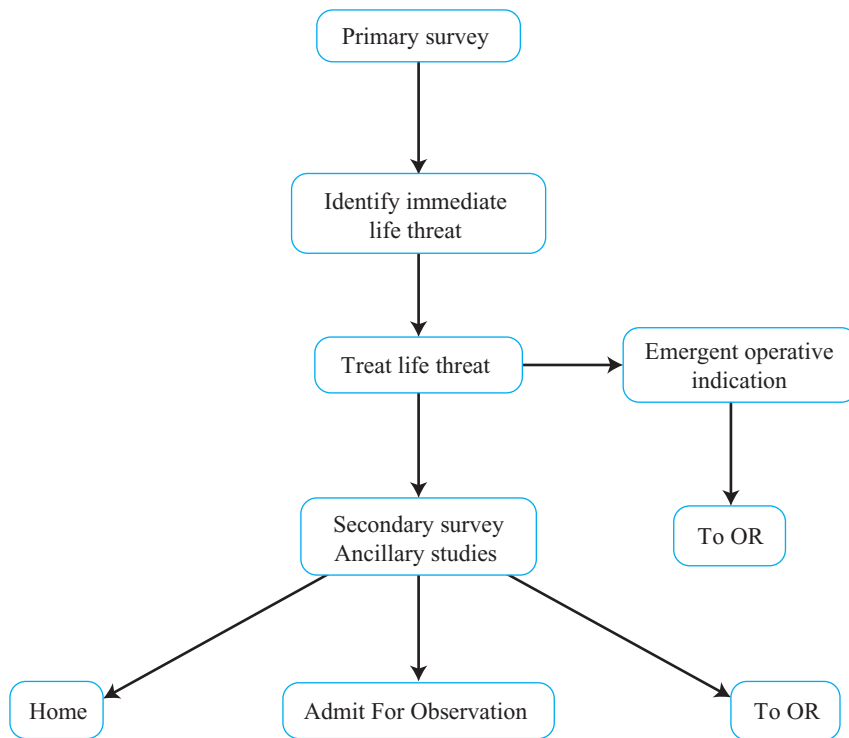 Primary survey
Identify immediate
life threat
Treat life threat
Emergent operative
indication
To OR
Secondary survey
Ancillary studies
Home
Admit For Observation
To OR